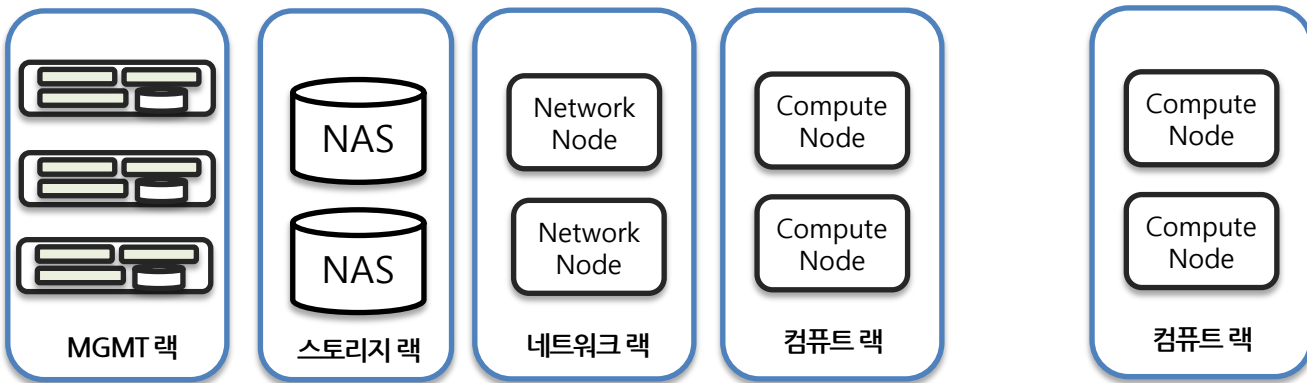 NAS
NAS
MGMT 랙
스토리지 랙
Network
Node
Network
Node
네트워크 랙
Compute
Node
Compute
Node
컴퓨트 랙
Compute
Node
Compute
Node
컴퓨트 랙